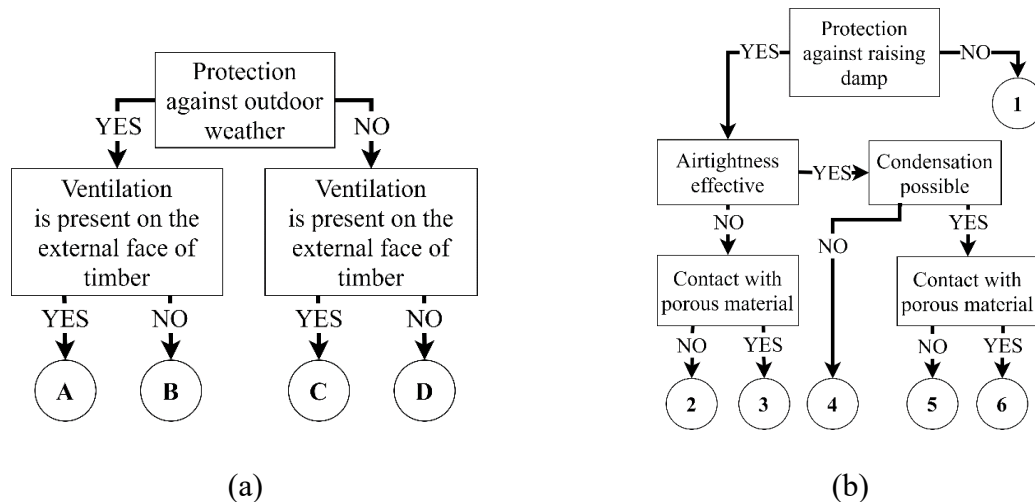 Protection
against outdoor
weather
YES
NO
Ventilation
is present on the
external face of
timber
Ventilation
is present on the
external face of
timber
YES
NO
YES
NO
A
B
C
D
(a)
Protection
against raising
damp
YES
NO
1
Airtightness
effective
YES
Condensation
possible
NO
NO
YES
Contact with
porous material
Contact with
porous material
NO
YES
NO
YES
2
3
4
5
6
(b)